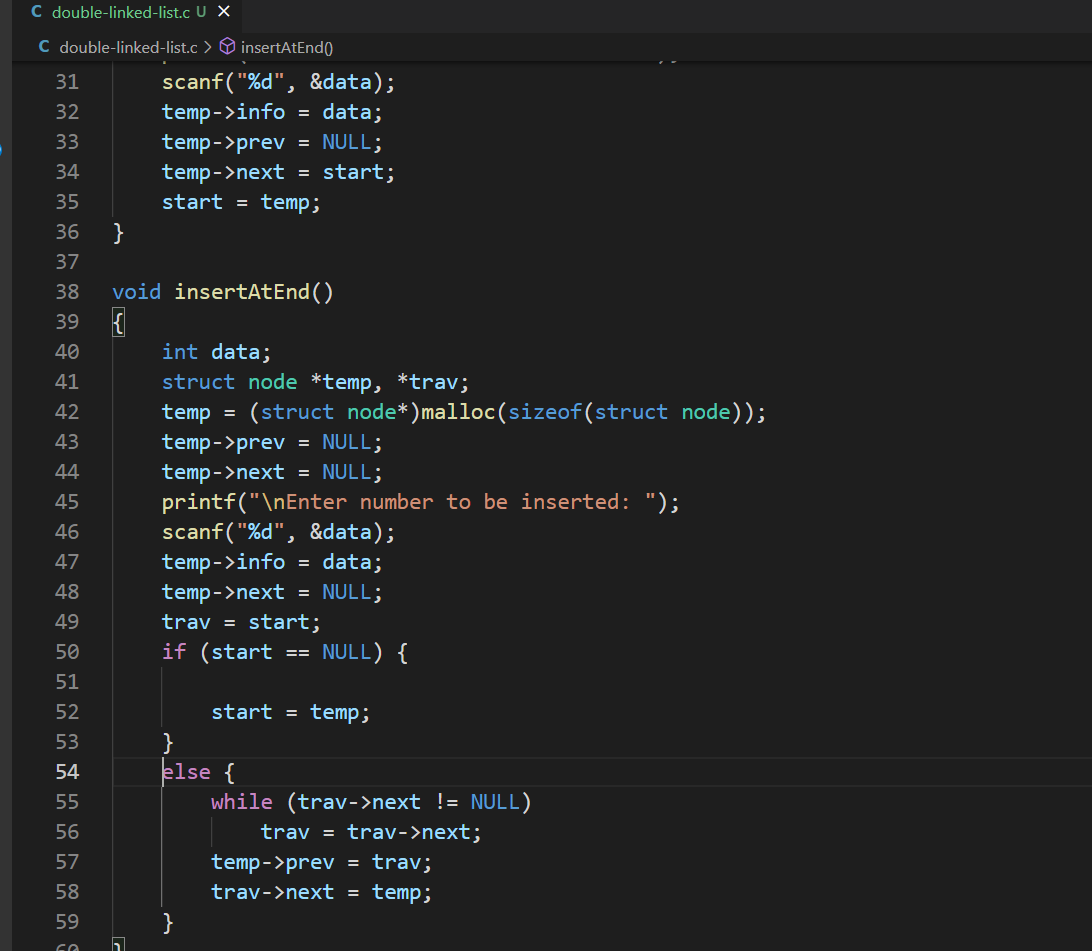 C double-linked-list.c U ×
C double-linked-list.c > insertAtEnd()
31 scanf("%d", &data);
32 temp->info = data;
33 temp->prev = NULL;
34 temp->next = start;
35 start = temp;
36 }
37
38 void insertAtEnd()
39 {
40 int data;
41 struct node *temp, *trav;
42 temp = (struct node*)malloc(sizeof(struct node));
43 temp->prev = NULL;
44 temp->next = NULL;
45 printf("\nEnter number to be inserted: ");
46 scanf("%d", &data);
47 temp->info = data;
48 temp->next = NULL;
49 trav = start;
50 if (start == NULL) {
51
52 start = temp;
53 }
54 else {
55 while (trav->next != NULL)
56 trav = trav->next;
57 temp->prev = trav;
58 trav->next = temp;
59 }
60 }